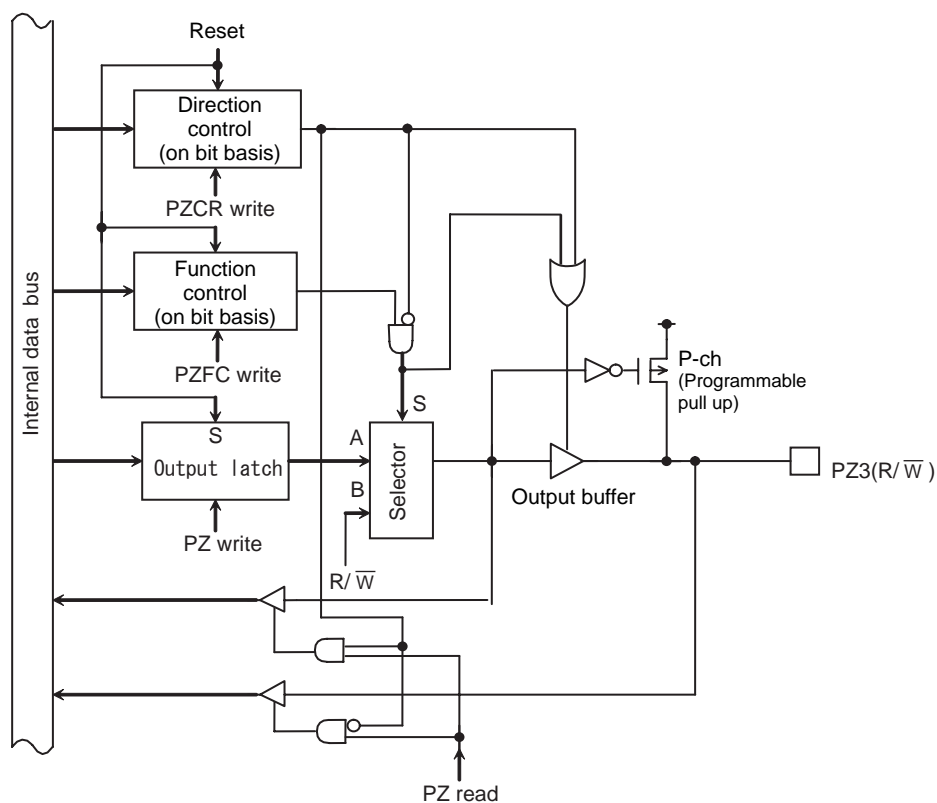 Reset
Direction
control
(on bit basis)
PZCR write
Function
control
(on bit basis)
PZFC write
Internal data bus
S
Output latch
PZ write
A
B
S
Selector
R/W̅
P-ch
(Programmable
pull up)
Output buffer
PZ3(R/W̅)
PZ read